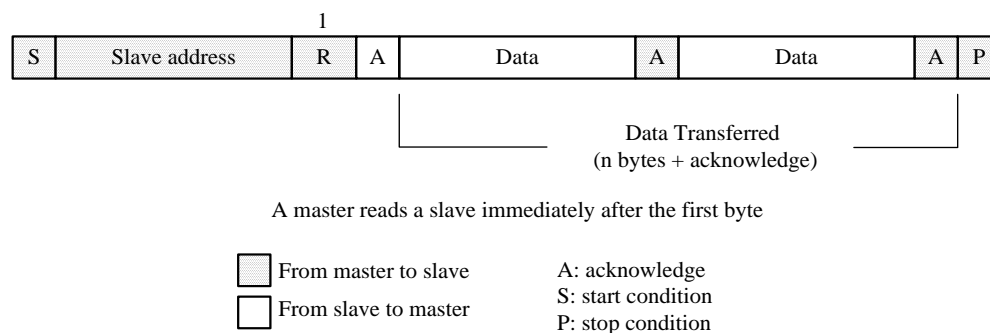 1
S Slave address R A Data A Data A P
Data Transferred
(n bytes + acknowledge)
A master reads a slave immediately after the first byte
From master to slave
From slave to master
A: acknowledge
S: start condition
P: stop condition